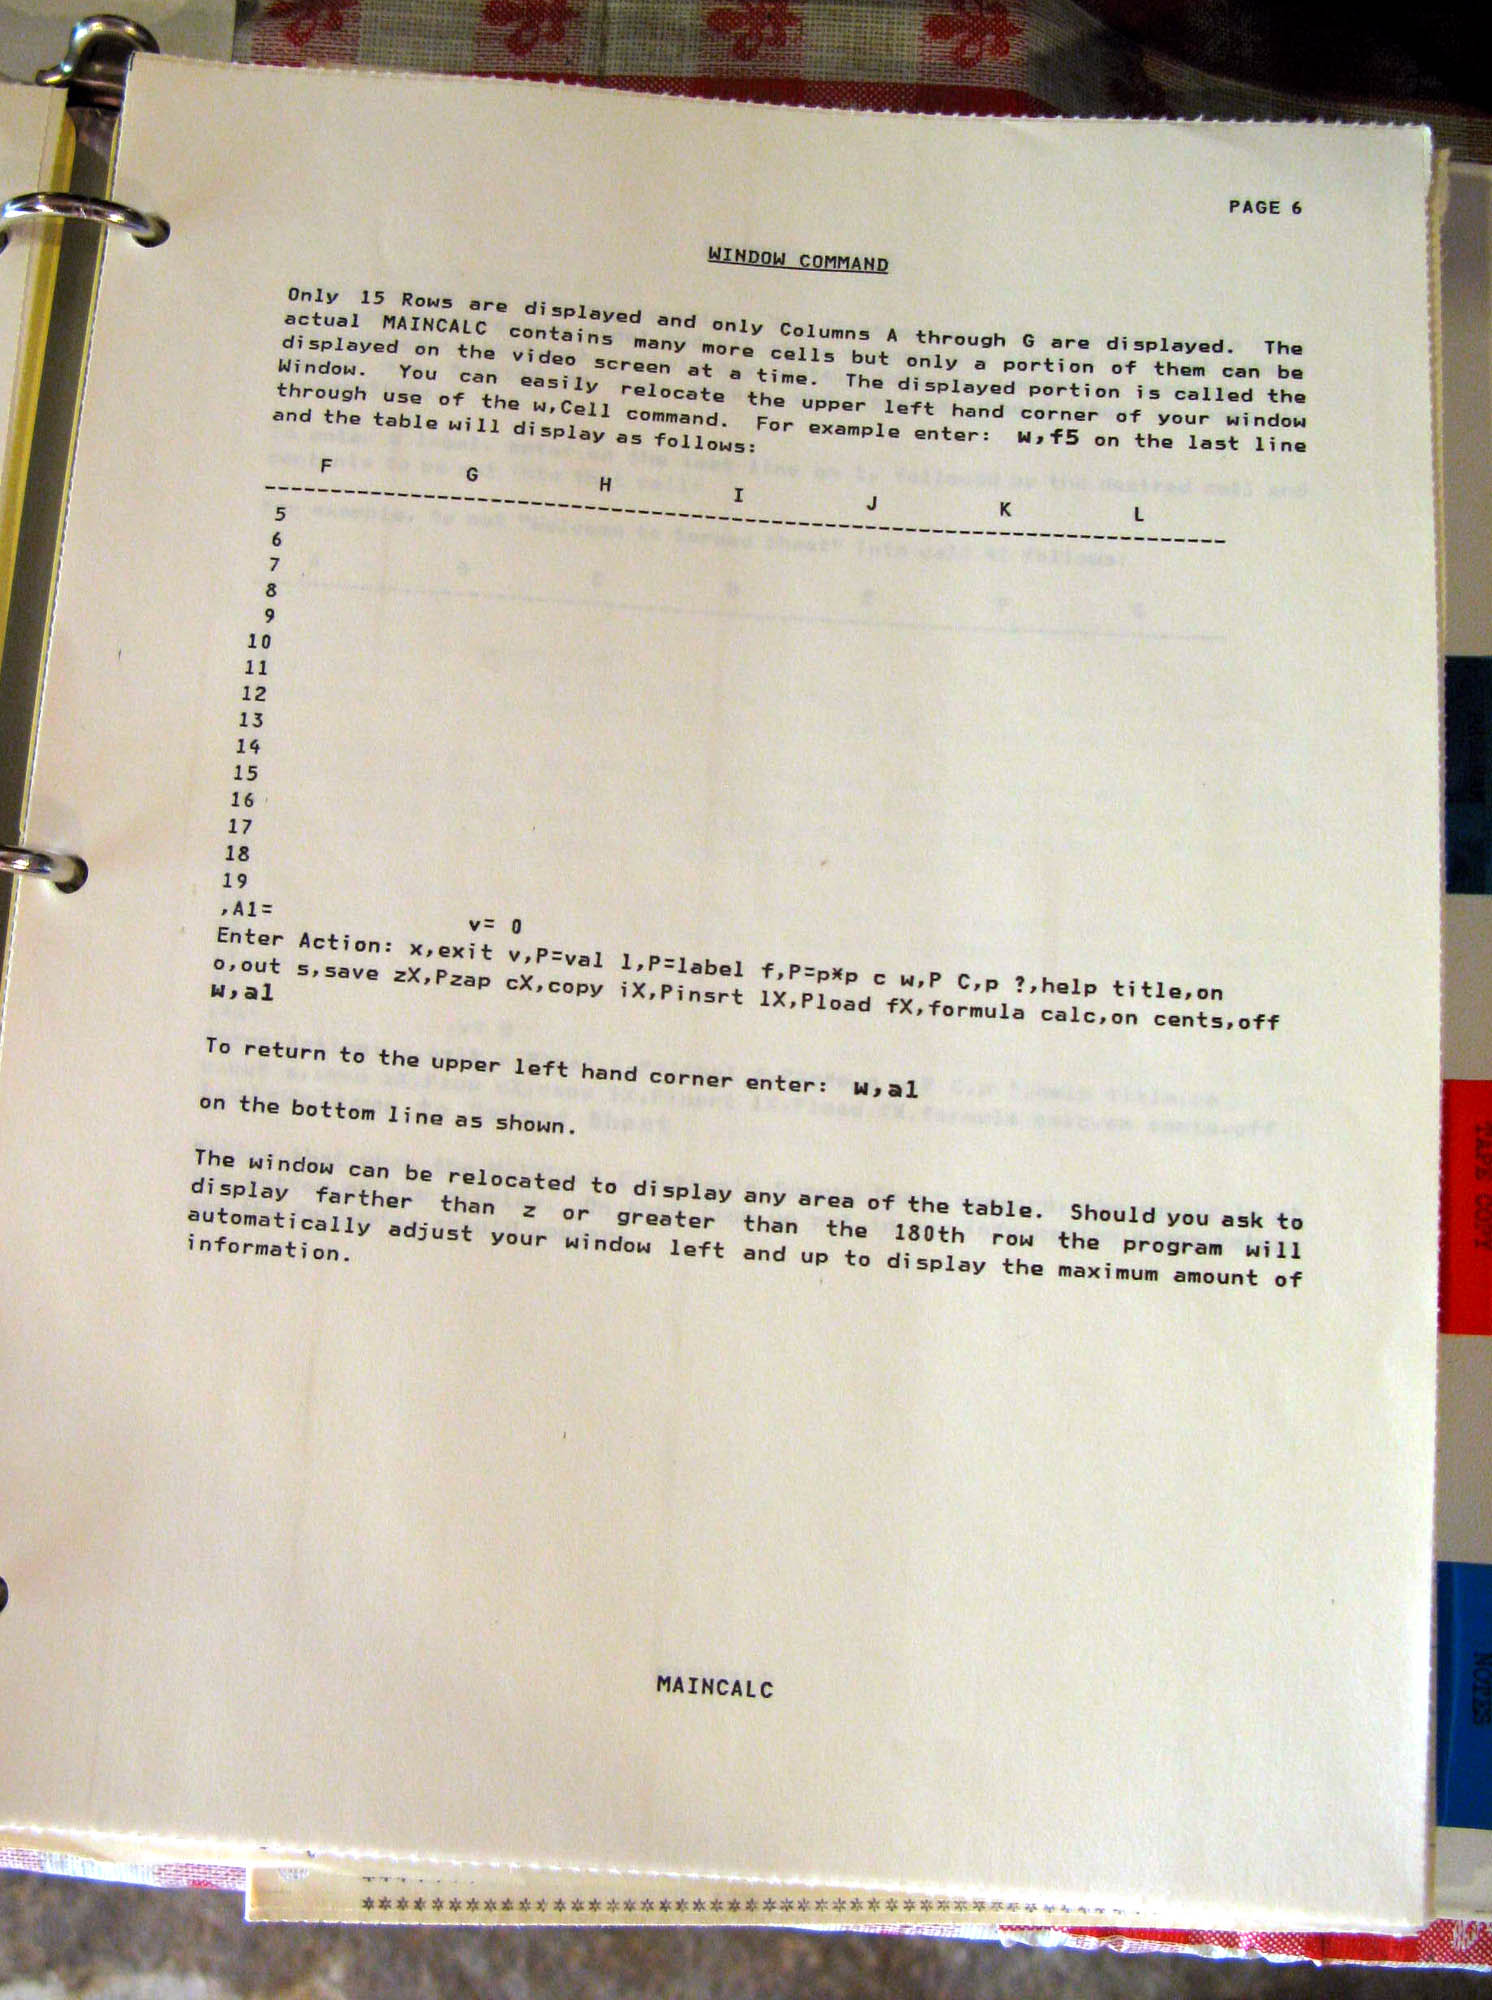 PAGE 6
WINDOW COMMAND
Only 15 Rows are displayed and only Columns A through G are displayed. The
actual MAINCALC contains many more cells but only a portion of them can be
displayed on the video screen at a time. The displayed portion is called the
Window. You can easily relocate the upper left hand corner of your window
through use of the w,Cell command. For example enter: w,f5 on the last line
and the table will display as follows:
F G H I J K L
--------------------------------------------------------------------------
5
6
7
8
9
10
11
12
13
14
15
16
17
18
19
,A1= v= 0
Enter Action: x,exit v,P=val l,P=label f,P=p*p c w,P C,p ?,help title,on
o,out s,save zX,Pzap cX,copy iX,Pinsrt lX,Pload fX,formula calc,on cents,off
w,a1
To return to the upper left hand corner enter: w,a1
on the bottom line as shown.
The window can be relocated to display any area of the table. Should you ask to
display farther than z or greater than the 180th row the program will
automatically adjust your window left and up to display the maximum amount of
information.
MAINCALC
TAPE COPY
NOTES